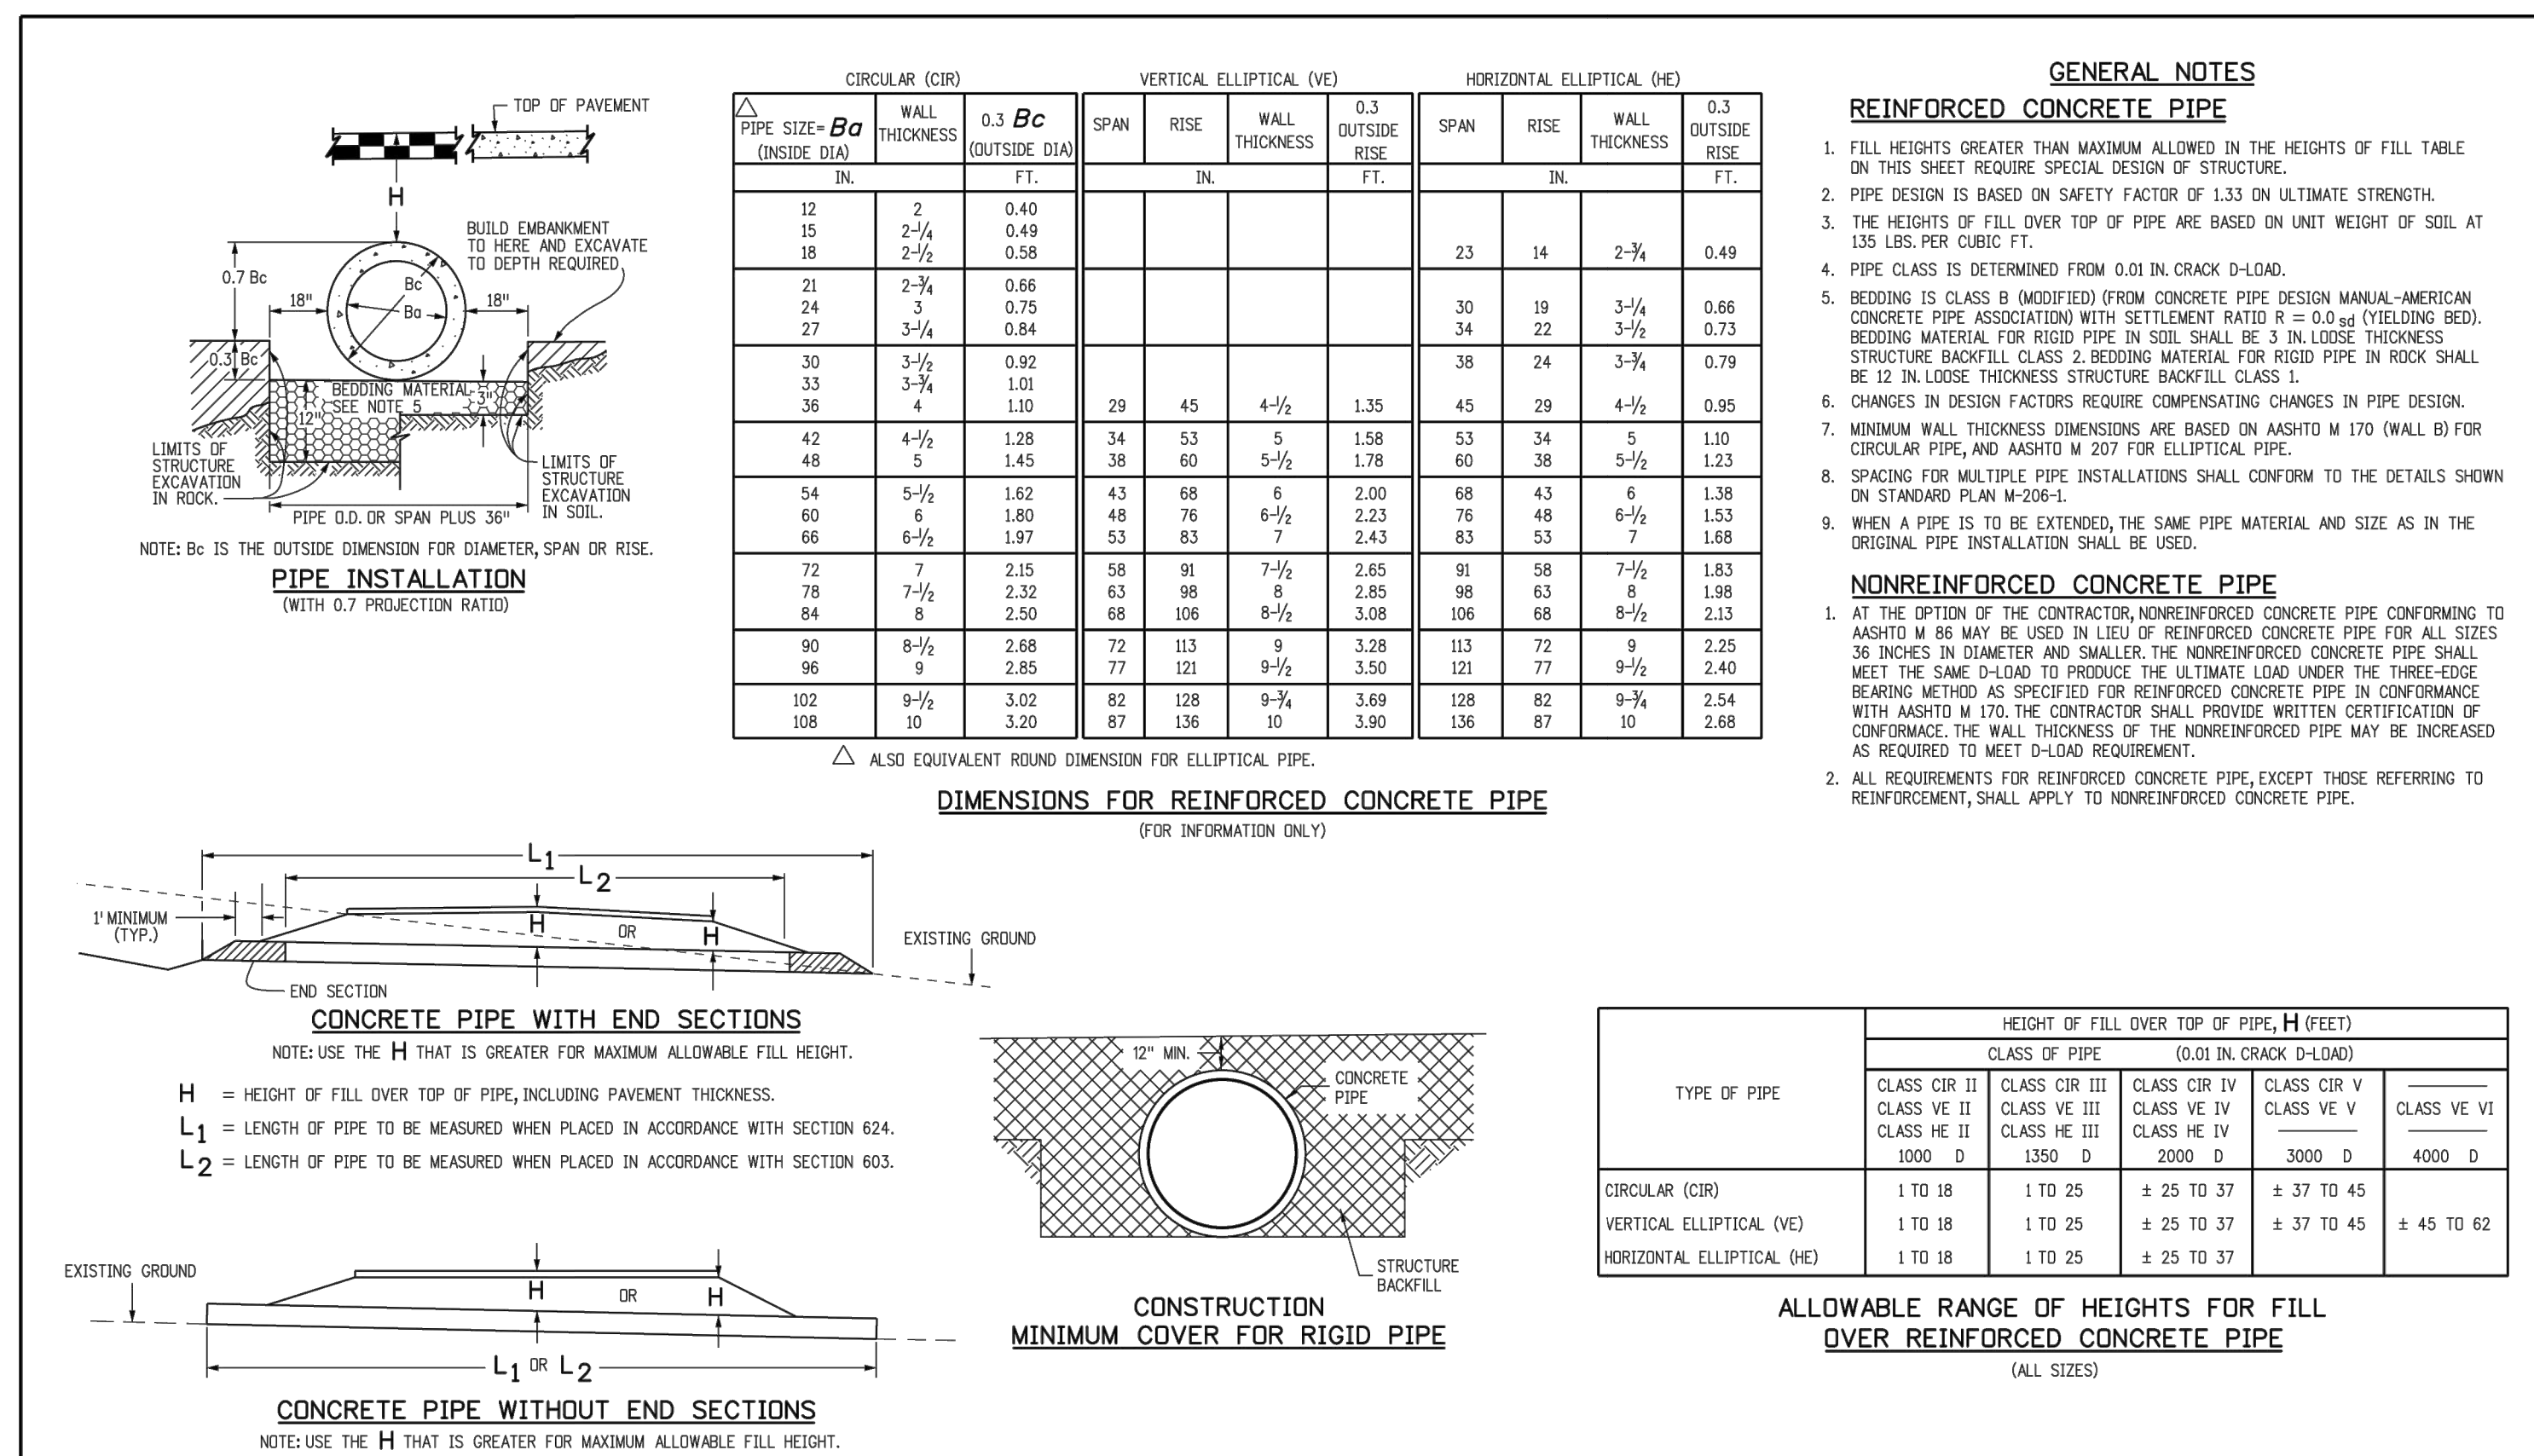 TOP OF PAVEMENT
H
BUILD EMBANKMENT
TO HERE AND EXCAVATE
TO DEPTH REQUIRED
0.7 Bc
18"
Bc
Ba
18"
0.3 Bc
BEDDING MATERIAL
SEE NOTE 5
3"
12"
LIMITS OF
STRUCTURE
EXCAVATION
IN ROCK.
LIMITS OF
STRUCTURE
EXCAVATION
IN SOIL.
PIPE O.D. OR SPAN PLUS 36"
NOTE: Bc IS THE OUTSIDE DIMENSION FOR DIAMETER, SPAN OR RISE.
PIPE INSTALLATION
(WITH 0.7 PROJECTION RATIO)
CIRCULAR (CIR) VERTICAL ELLIPTICAL (VE) HORIZONTAL ELLIPTICAL (HE)
△ PIPE SIZE= Ba (INSIDE DIA) WALL THICKNESS 0.3 Bc (OUTSIDE DIA) SPAN RISE WALL THICKNESS 0.3 OUTSIDE RISE SPAN RISE WALL THICKNESS 0.3 OUTSIDE RISE
IN. FT. IN. FT. IN. FT.
12 2 0.40
15 2-1/4 0.49
18 2-1/2 0.58 23 14 2-3/4 0.49
21 2-3/4 0.66
24 3 0.75 30 19 3-1/4 0.66
27 3-1/4 0.84 34 22 3-1/2 0.73
30 3-1/2 0.92 38 24 3-3/4 0.79
33 3-3/4 1.01
36 4 1.10 29 45 4-1/2 1.35 45 29 4-1/2 0.95
42 4-1/2 1.28 34 53 5 1.58 53 34 5 1.10
48 5 1.45 38 60 5-1/2 1.78 60 38 5-1/2 1.23
54 5-1/2 1.62 43 68 6 2.00 68 43 6 1.38
60 6 1.80 48 76 6-1/2 2.23 76 48 6-1/2 1.53
66 6-1/2 1.97 53 83 7 2.43 83 53 7 1.68
72 7 2.15 58 91 7-1/2 2.65 91 58 7-1/2 1.83
78 7-1/2 2.32 63 98 8 2.85 98 63 8 1.98
84 8 2.50 68 106 8-1/2 3.08 106 68 8-1/2 2.13
90 8-1/2 2.68 72 113 9 3.28 113 72 9 2.25
96 9 2.85 77 121 9-1/2 3.50 121 77 9-1/2 2.40
102 9-1/2 3.02 82 128 9-3/4 3.69 128 82 9-3/4 2.54
108 10 3.20 87 136 10 3.90 136 87 10 2.68
△ ALSO EQUIVALENT ROUND DIMENSION FOR ELLIPTICAL PIPE.
DIMENSIONS FOR REINFORCED CONCRETE PIPE
(FOR INFORMATION ONLY)
GENERAL NOTES
REINFORCED CONCRETE PIPE
1. FILL HEIGHTS GREATER THAN MAXIMUM ALLOWED IN THE HEIGHTS OF FILL TABLE
ON THIS SHEET REQUIRE SPECIAL DESIGN OF STRUCTURE.
2. PIPE DESIGN IS BASED ON SAFETY FACTOR OF 1.33 ON ULTIMATE STRENGTH.
3. THE HEIGHTS OF FILL OVER TOP OF PIPE ARE BASED ON UNIT WEIGHT OF SOIL AT
135 LBS. PER CUBIC FT.
4. PIPE CLASS IS DETERMINED FROM 0.01 IN. CRACK D-LOAD.
5. BEDDING IS CLASS B (MODIFIED) (FROM CONCRETE PIPE DESIGN MANUAL-AMERICAN
CONCRETE PIPE ASSOCIATION) WITH SETTLEMENT RATIO R = 0.0 sd (YIELDING BED).
BEDDING MATERIAL FOR RIGID PIPE IN SOIL SHALL BE 3 IN. LOOSE THICKNESS
STRUCTURE BACKFILL CLASS 2. BEDDING MATERIAL FOR RIGID PIPE IN ROCK SHALL
BE 12 IN. LOOSE THICKNESS STRUCTURE BACKFILL CLASS 1.
6. CHANGES IN DESIGN FACTORS REQUIRE COMPENSATING CHANGES IN PIPE DESIGN.
7. MINIMUM WALL THICKNESS DIMENSIONS ARE BASED ON AASHTO M 170 (WALL B) FOR
CIRCULAR PIPE, AND AASHTO M 207 FOR ELLIPTICAL PIPE.
8. SPACING FOR MULTIPLE PIPE INSTALLATIONS SHALL CONFORM TO THE DETAILS SHOWN
ON STANDARD PLAN M-206-1.
9. WHEN A PIPE IS TO BE EXTENDED, THE SAME PIPE MATERIAL AND SIZE AS IN THE
ORIGINAL PIPE INSTALLATION SHALL BE USED.
NONREINFORCED CONCRETE PIPE
1. AT THE OPTION OF THE CONTRACTOR, NONREINFORCED CONCRETE PIPE CONFORMING TO
AASHTO M 86 MAY BE USED IN LIEU OF REINFORCED CONCRETE PIPE FOR ALL SIZES
36 INCHES IN DIAMETER AND SMALLER. THE NONREINFORCED CONCRETE PIPE SHALL
MEET THE SAME D-LOAD TO PRODUCE THE ULTIMATE LOAD UNDER THE THREE-EDGE
BEARING METHOD AS SPECIFIED FOR REINFORCED CONCRETE PIPE IN CONFORMANCE
WITH AASHTO M 170. THE CONTRACTOR SHALL PROVIDE WRITTEN CERTIFICATION OF
CONFORMACE. THE WALL THICKNESS OF THE NONREINFORCED PIPE MAY BE INCREASED
AS REQUIRED TO MEET D-LOAD REQUIREMENT.
2. ALL REQUIREMENTS FOR REINFORCED CONCRETE PIPE, EXCEPT THOSE REFERRING TO
REINFORCEMENT, SHALL APPLY TO NONREINFORCED CONCRETE PIPE.
L1
L2
1' MINIMUM
(TYP.)
H OR H
EXISTING GROUND
END SECTION
CONCRETE PIPE WITH END SECTIONS
NOTE: USE THE H THAT IS GREATER FOR MAXIMUM ALLOWABLE FILL HEIGHT.
H = HEIGHT OF FILL OVER TOP OF PIPE, INCLUDING PAVEMENT THICKNESS.
L1 = LENGTH OF PIPE TO BE MEASURED WHEN PLACED IN ACCORDANCE WITH SECTION 624.
L2 = LENGTH OF PIPE TO BE MEASURED WHEN PLACED IN ACCORDANCE WITH SECTION 603.
EXISTING GROUND
H OR H
L1 OR L2
CONCRETE PIPE WITHOUT END SECTIONS
NOTE: USE THE H THAT IS GREATER FOR MAXIMUM ALLOWABLE FILL HEIGHT.
12" MIN.
CONCRETE
PIPE
STRUCTURE
BACKFILL
CONSTRUCTION
MINIMUM COVER FOR RIGID PIPE
TYPE OF PIPE
HEIGHT OF FILL OVER TOP OF PIPE, H (FEET)
CLASS OF PIPE (0.01 IN. CRACK D-LOAD)
CLASS CIR II CLASS CIR III CLASS CIR IV CLASS CIR V
CLASS VE II CLASS VE III CLASS VE IV CLASS VE V CLASS VE VI
CLASS HE II CLASS HE III CLASS HE IV
1000 D 1350 D 2000 D 3000 D 4000 D
CIRCULAR (CIR) 1 TO 18 1 TO 25 ± 25 TO 37 ± 37 TO 45
VERTICAL ELLIPTICAL (VE) 1 TO 18 1 TO 25 ± 25 TO 37 ± 37 TO 45 ± 45 TO 62
HORIZONTAL ELLIPTICAL (HE) 1 TO 18 1 TO 25 ± 25 TO 37
ALLOWABLE RANGE OF HEIGHTS FOR FILL
OVER REINFORCED CONCRETE PIPE
(ALL SIZES)